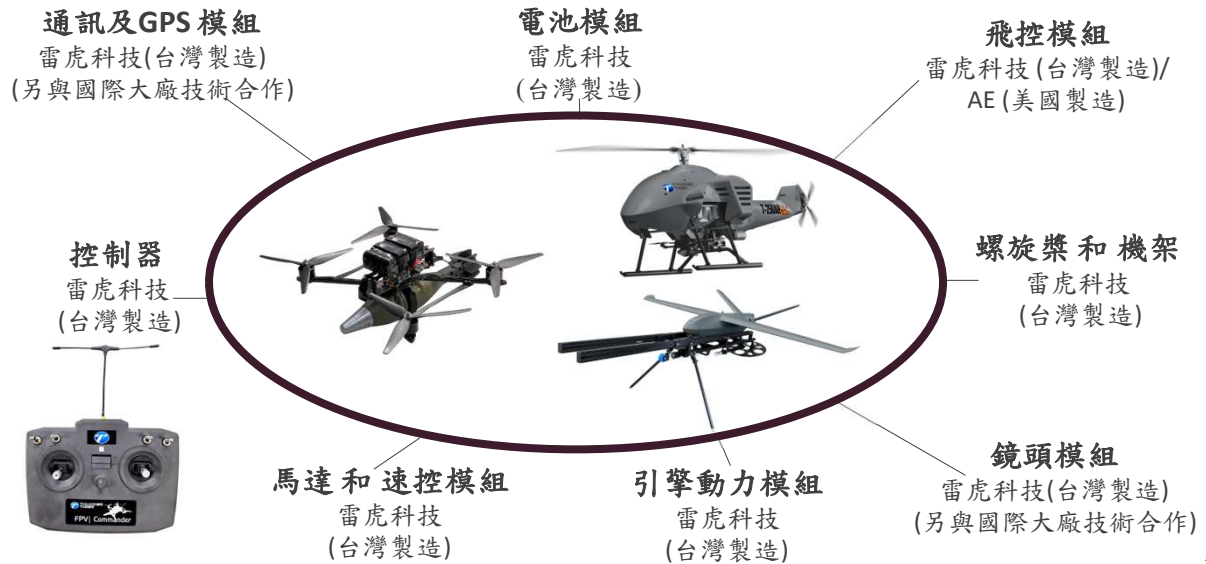 通訊及GPS 模組
雷虎科技(台灣製造)
(另與國際大廠技術合作)
電池模組
雷虎科技
(台灣製造)
飛控模組
雷虎科技 (台灣製造)/
AE (美國製造)
控制器
雷虎科技
(台灣製造)
T-250A
螺旋槳 和 機架
雷虎科技
(台灣製造)
FPV| Commander
馬達 和 速控模組
雷虎科技
(台灣製造)
引擎動力模組
雷虎科技
(台灣製造)
鏡頭模組
雷虎科技(台灣製造)
(另與國際大廠技術合作)